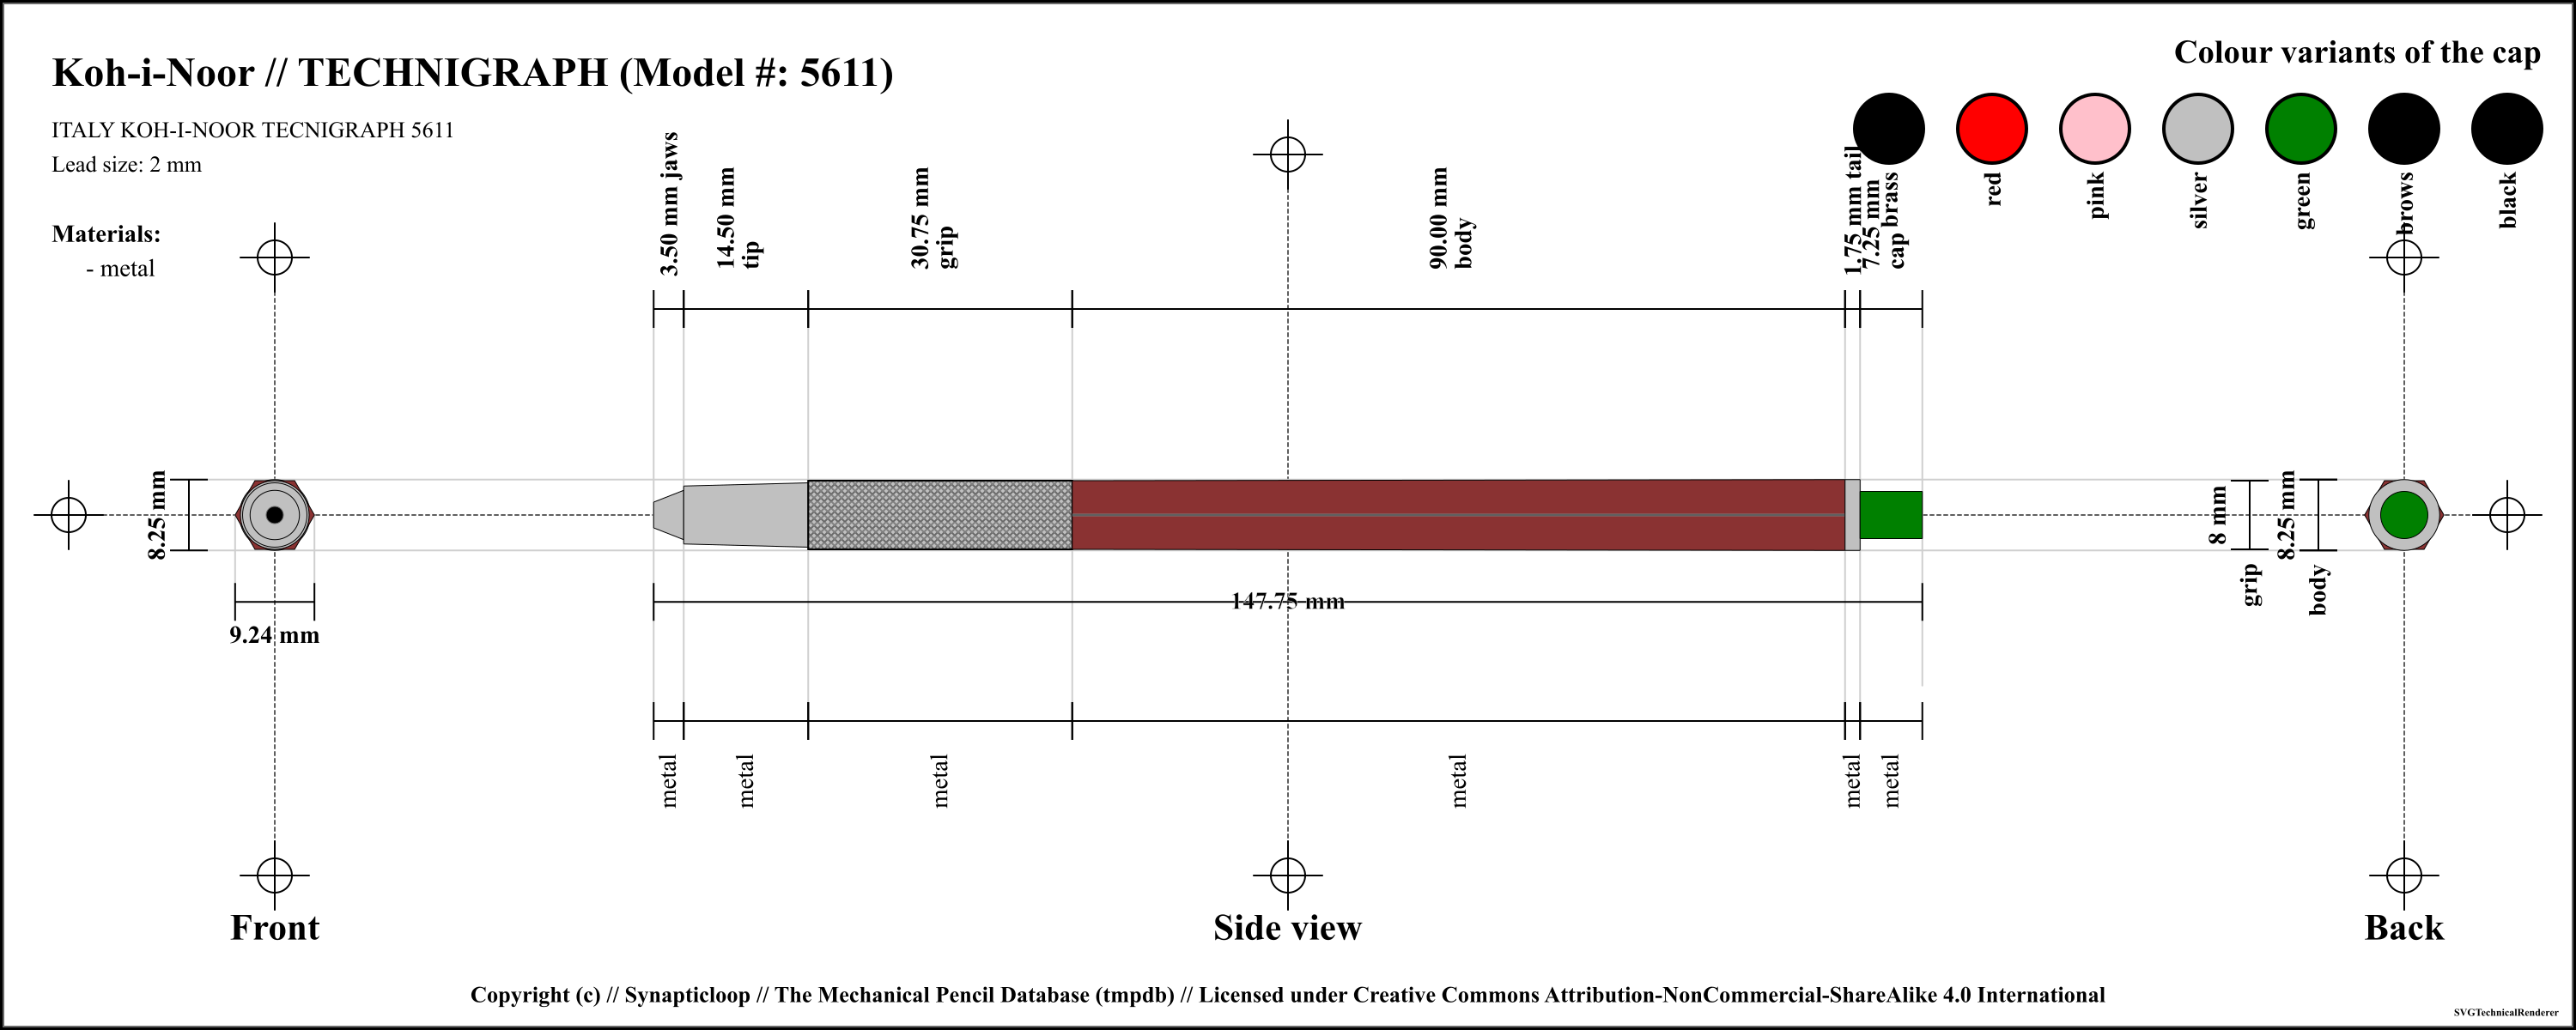 Koh-i-Noor // TECHNIGRAPH (Model #: 5611)
Colour variants of the cap
ITALY KOH-I-NOOR TECNIGRAPH 5611
Lead size: 2 mm
Materials:
- metal
3.50 mm jaws
14.50 mm
tip
30.75 mm
grip
90.00 mm
body
1.75 mm tail
7.25 mm
cap
brass
red
pink
silver
green
brows
black
8.25 mm
9.24 mm
147.75 mm
8 mm
grip
8.25 mm
body
metal
metal
metal
metal
metal
metal
Front
Side view
Back
Copyright (c) // Synapticloop // The Mechanical Pencil Database (tmpdb) // Licensed under Creative Commons Attribution-NonCommercial-ShareAlike 4.0 International
SVGTechnicalRenderer